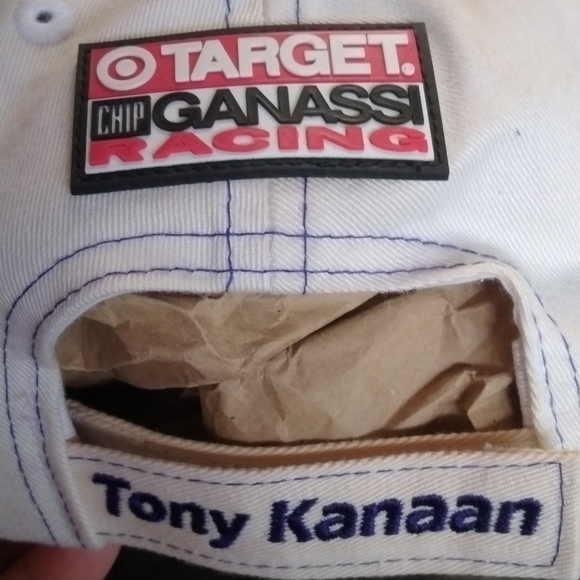 TARGET.
CHIP GANASSI
RACING
Tony Kanaan